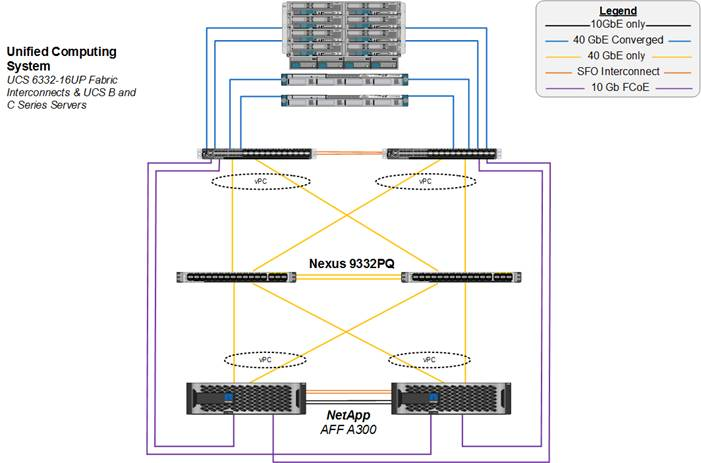 Unified Computing
System
UCS 6332-16UP Fabric
Interconnects & UCS B and
C Series Servers
Legend
10GbE only
40 GbE Converged
40 GbE only
SFO Interconnect
10 Gb FCoE
vPC
vPC
Nexus 9332PQ
vPC
vPC
NetApp
AFF A300